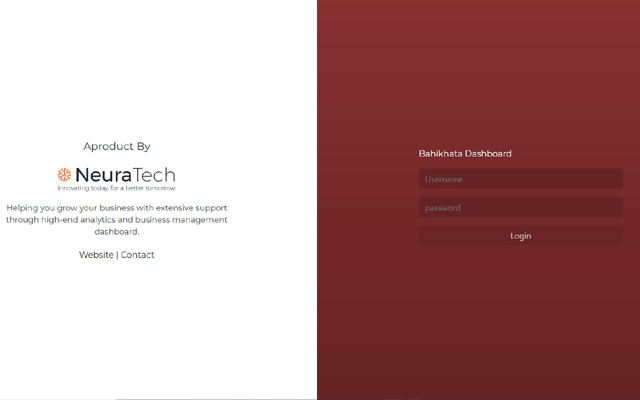 Aproduct By
NeuraTech
Innovating today. for a better tomorrow
Helping you grow your business with extensive support
through high-end analytics and business management
dashboard.
Website | Contact
Bahikhata Dashboard
Username
password
Login